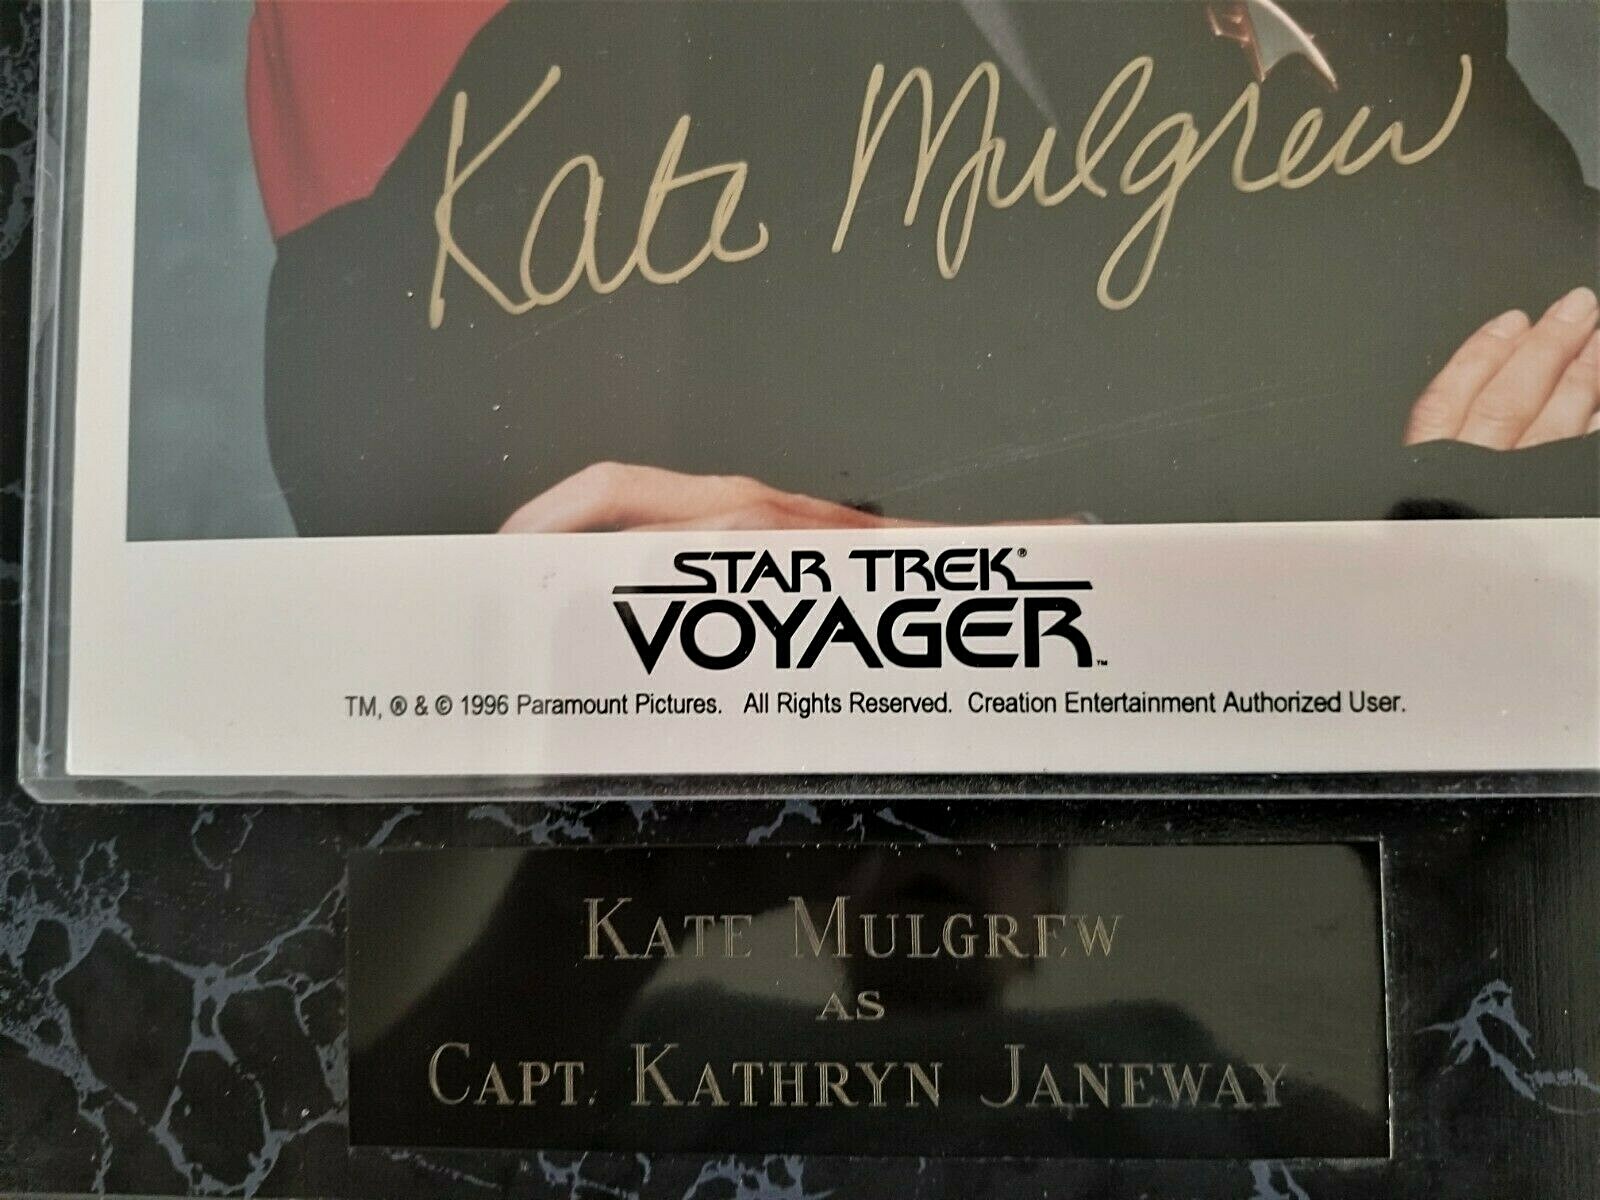 Kate Mulgrew
STAR TREK®
VOYAGER™
TM, ® & © 1996 Paramount Pictures. All Rights Reserved. Creation Entertainment Authorized User.
KATE MULGREW
AS
CAPT. KATHRYN JANEWAY